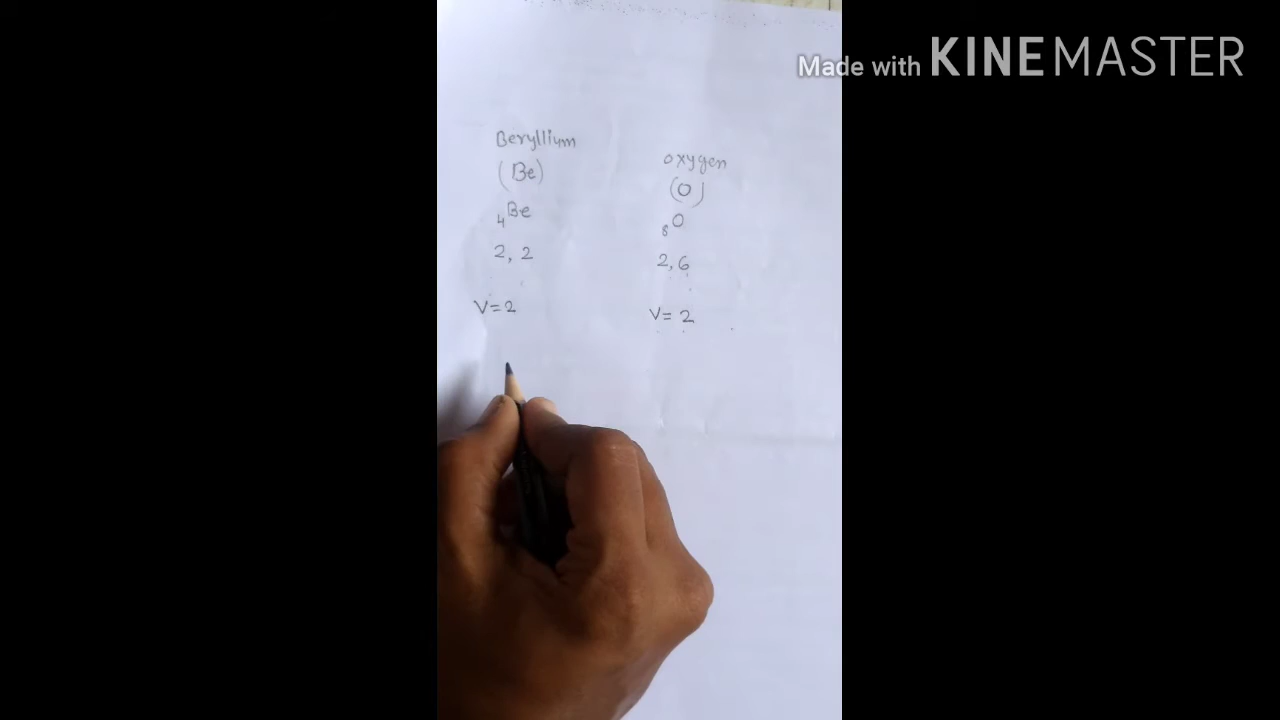 Made with KINEMASTER
Beryllium
(Be)
₄Be
2, 2
V=2
oxygen
(O)
₈O
2,6
V= 2